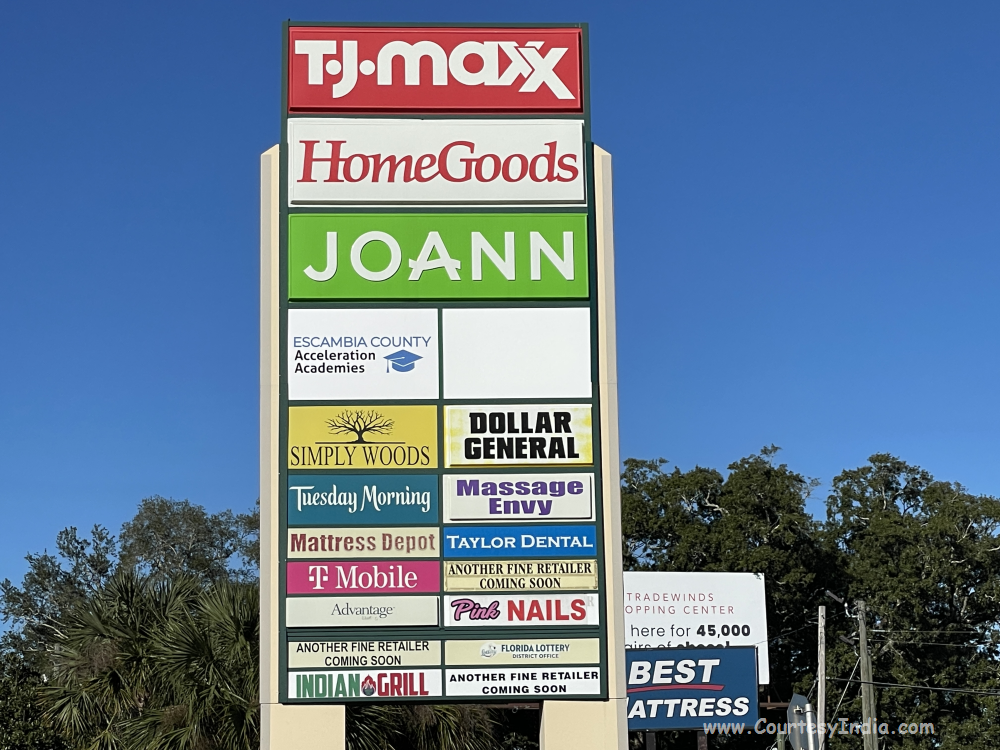 T·J·maxx
HomeGoods
JOANN
ESCAMBIA COUNTY
Acceleration
Academies
SIMPLY WOODS
DOLLAR
GENERAL
Tuesday Morning
Massage
Envy
Mattress Depot
TAYLOR DENTAL
T Mobile
ANOTHER FINE RETAILER
COMING SOON
Advantage
Pink NAILS
ANOTHER FINE RETAILER
COMING SOON
FLORIDA LOTTERY
DISTRICT OFFICE
INDIAN GRILL
ANOTHER FINE RETAILER
COMING SOON
TRADEWINDS
OPPING CENTER
here for 45,000
BEST
ATTRESS
www.CourtesyIndia.com